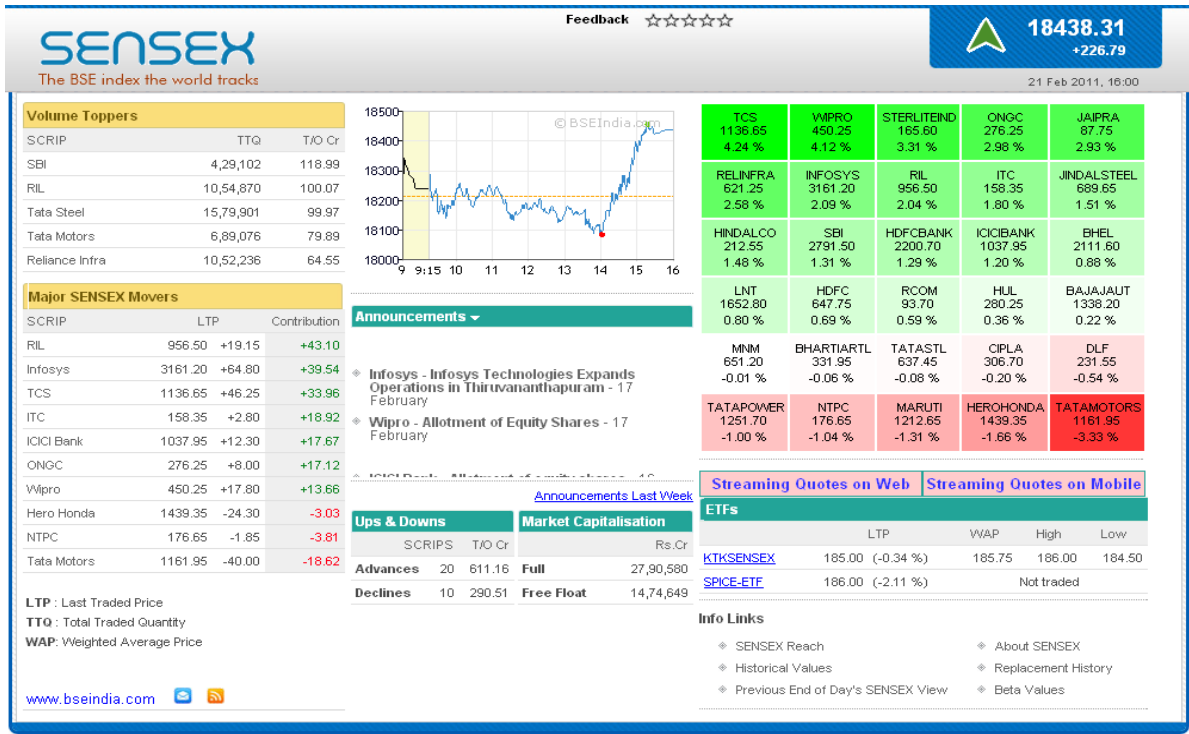 Feedback
SENSEX
The BSE index the world tracks
18438.31
+226.79
21 Feb 2011, 16:00
Volume Toppers
SCRIP TTQ T/O Cr
SBI 4,29,102 118.99
RIL 10,54,870 100.07
Tata Steel 15,79,901 99.97
Tata Motors 6,89,076 79.89
Reliance Infra 10,52,236 64.55
Major SENSEX Movers
SCRIP LTP Contribution
RIL 956.50 +19.15 +43.10
Infosys 3161.20 +64.80 +39.54
TCS 1136.65 +46.25 +33.96
ITC 158.35 +2.80 +18.92
ICICI Bank 1037.95 +12.30 +17.67
ONGC 276.25 +8.00 +17.12
Wipro 450.25 +17.80 +13.66
Hero Honda 1439.35 -24.30 -3.03
NTPC 176.65 -1.85 -3.81
Tata Motors 1161.95 -40.00 -18.62
LTP : Last Traded Price
TTQ : Total Traded Quantity
WAP: Weighted Average Price
www.bseindia.com
© BSEIndia.com
18500
18400
18300
18200
18100
18000
9 9:15 10 11 12 13 14 15 16
Announcements
Infosys - Infosys Technologies Expands
Operations in Thiruvananthapuram - 17
February
Wipro - Allotment of Equity Shares - 17
February
Announcements Last Week
Ups & Downs
SCRIPS T/O Cr
Advances 20 611.16
Declines 10 290.51
Market Capitalisation
Rs.Cr
Full 27,90,580
Free Float 14,74,649
TCS WIPRO STERLITEIND ONGC JAIPRA
1136.65 450.25 165.60 276.25 87.75
4.24 % 4.12 % 3.31 % 2.98 % 2.93 %
RELINFRA INFOSYS RIL ITC JINDALSTEEL
621.25 3161.20 956.50 158.35 689.65
2.58 % 2.09 % 2.04 % 1.80 % 1.51 %
HINDALCO SBI HDFCBANK ICICIBANK BHEL
212.55 2791.50 2200.70 1037.95 2111.60
1.48 % 1.31 % 1.29 % 1.20 % 0.88 %
LNT HDFC RCOM HUL BAJAJAUT
1652.80 647.75 93.70 280.25 1338.20
0.80 % 0.69 % 0.59 % 0.36 % 0.22 %
MNM BHARTIARTL TATASTL CIPLA DLF
651.20 331.95 637.45 306.70 231.55
-0.01 % -0.06 % -0.08 % -0.20 % -0.54 %
TATAPOWER NTPC MARUTI HEROHONDA TATAMOTORS
1251.70 176.65 1212.65 1439.35 1161.95
-1.00 % -1.04 % -1.31 % -1.66 % -3.33 %
Streaming Quotes on Web Streaming Quotes on Mobile
ETFs
LTP WAP High Low
KTKSENSEX 185.00 (-0.34 %) 185.75 186.00 184.50
SPICE-ETF 186.00 (-2.11 %) Not traded
Info Links
SENSEX Reach About SENSEX
Historical Values Replacement History
Previous End of Day's SENSEX View Beta Values